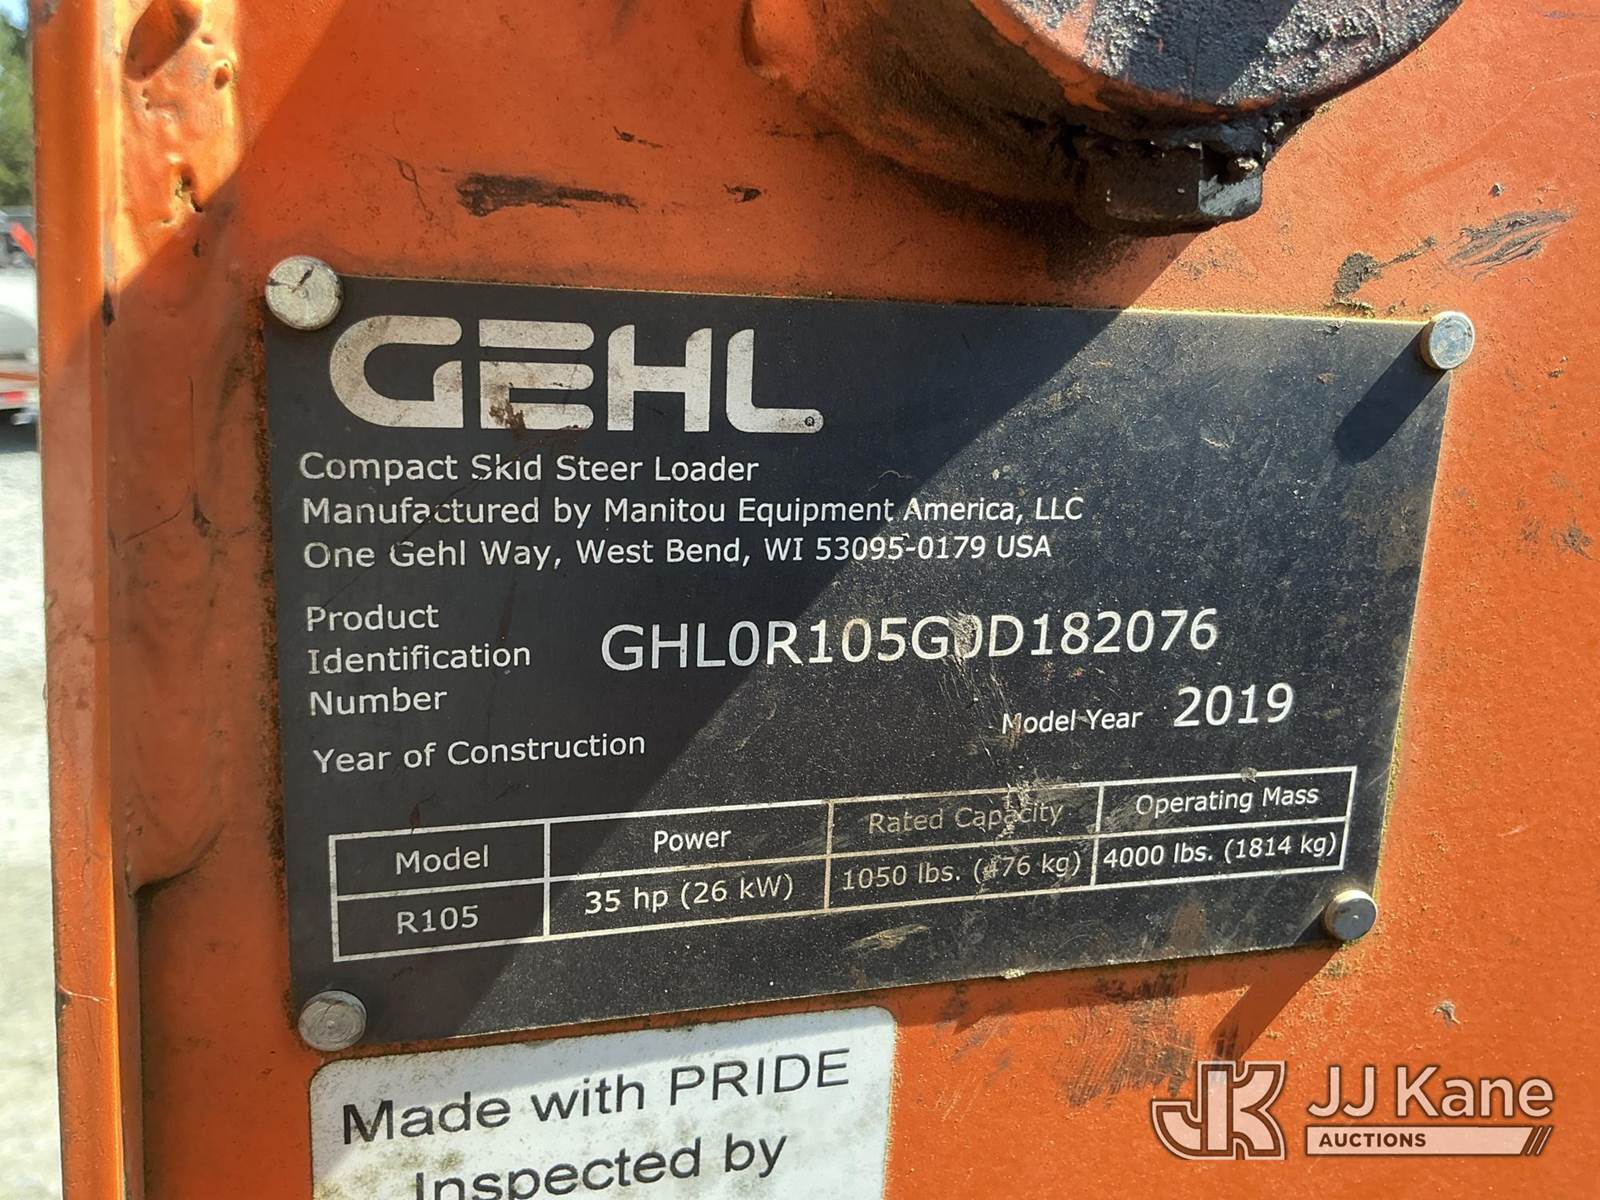 GEHL®
Compact Skid Steer Loader
Manufactured by Manitou Equipment America, LLC
One Gehl Way, West Bend, WI 53095-0179 USA
Product Identification Number GHL0R105G0D182076
Model Year 2019
Year of Construction
Model Power Rated Capacity Operating Mass
R105 35 hp (26 kW) 1050 lbs. (476 kg) 4000 lbs. (1814 kg)
Made with PRIDE
Inspected by
JK JJ Kane
AUCTIONS